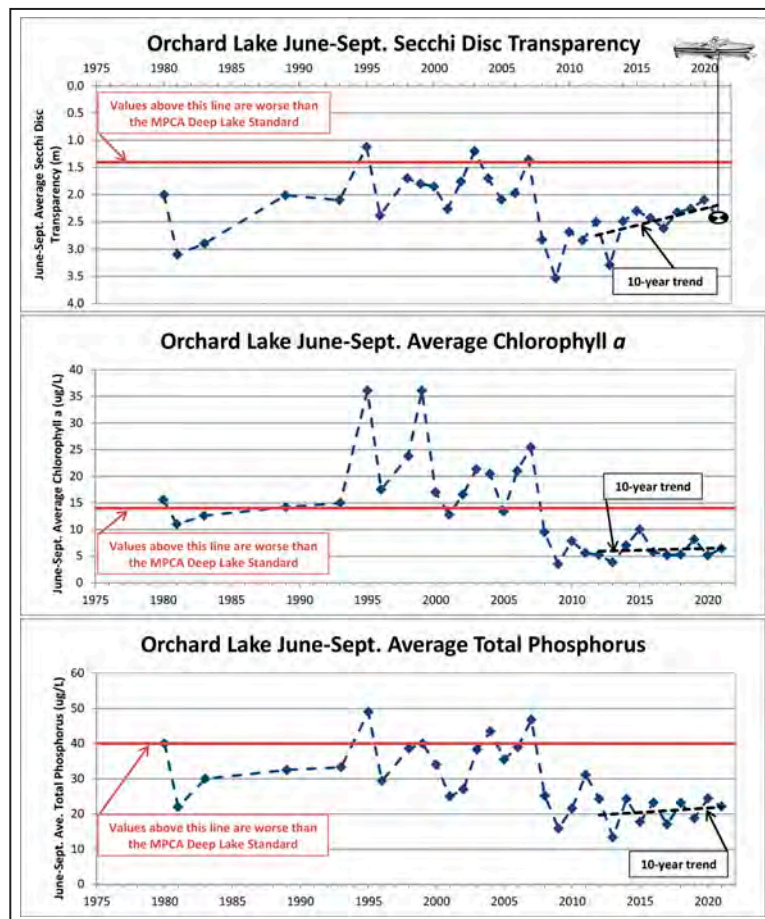 Orchard Lake June-Sept. Secchi Disc Transparency
1975 1980 1985 1990 1995 2000 2005 2010 2015 2020
0.0
0.5
1.0
1.5
2.0
2.5
3.0
3.5
4.0
June-Sept. Average Secchi Disc
Transparency (m)
Values above this line are worse than
the MPCA Deep Lake Standard
10-year trend
Orchard Lake June-Sept. Average Chlorophyll a
40
35
30
25
20
15
10
5
0
June-Sept. Average Chlorophyll a (ug/L)
10-year trend
Values above this line are worse than
the MPCA Deep Lake Standard
1975 1980 1985 1990 1995 2000 2005 2010 2015 2020
Orchard Lake June-Sept. Average Total Phosphorus
60
50
40
30
20
10
0
June-Sept. Ave. Total Phosphorus (ug/L)
Values above this line are worse than
the MPCA Deep Lake Standard
10-year trend
1975 1980 1985 1990 1995 2000 2005 2010 2015 2020